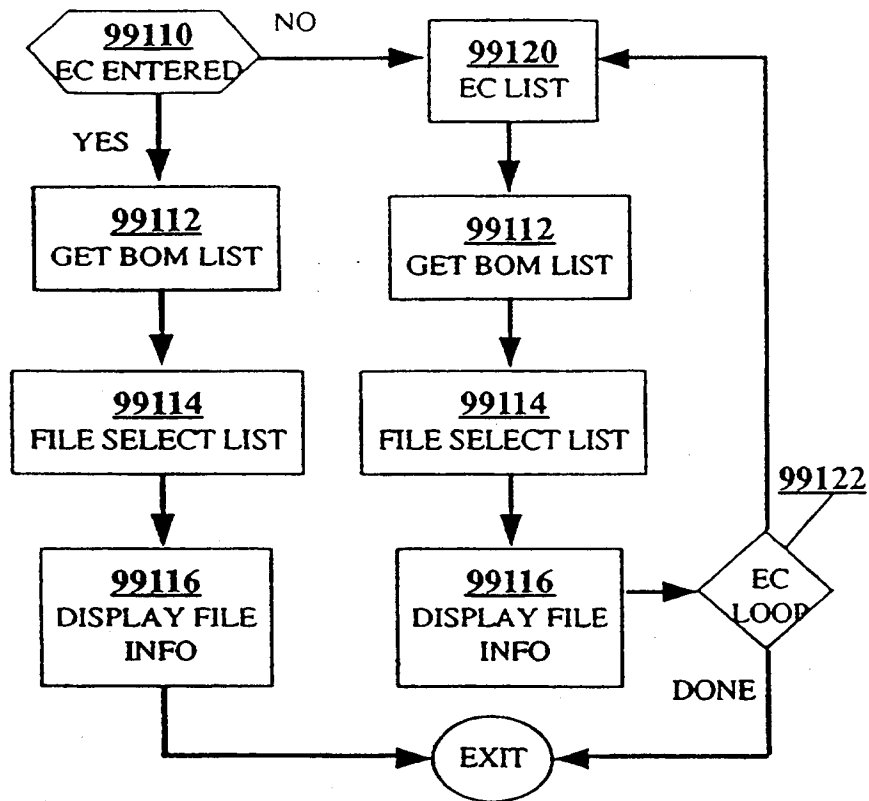 99110
EC ENTERED
NO
YES
99120
EC LIST
99112
GET BOM LIST
99112
GET BOM LIST
99114
FILE SELECT LIST
99114
FILE SELECT LIST
99116
DISPLAY FILE
INFO
99116
DISPLAY FILE
INFO
99122
EC
LOOP
DONE
EXIT